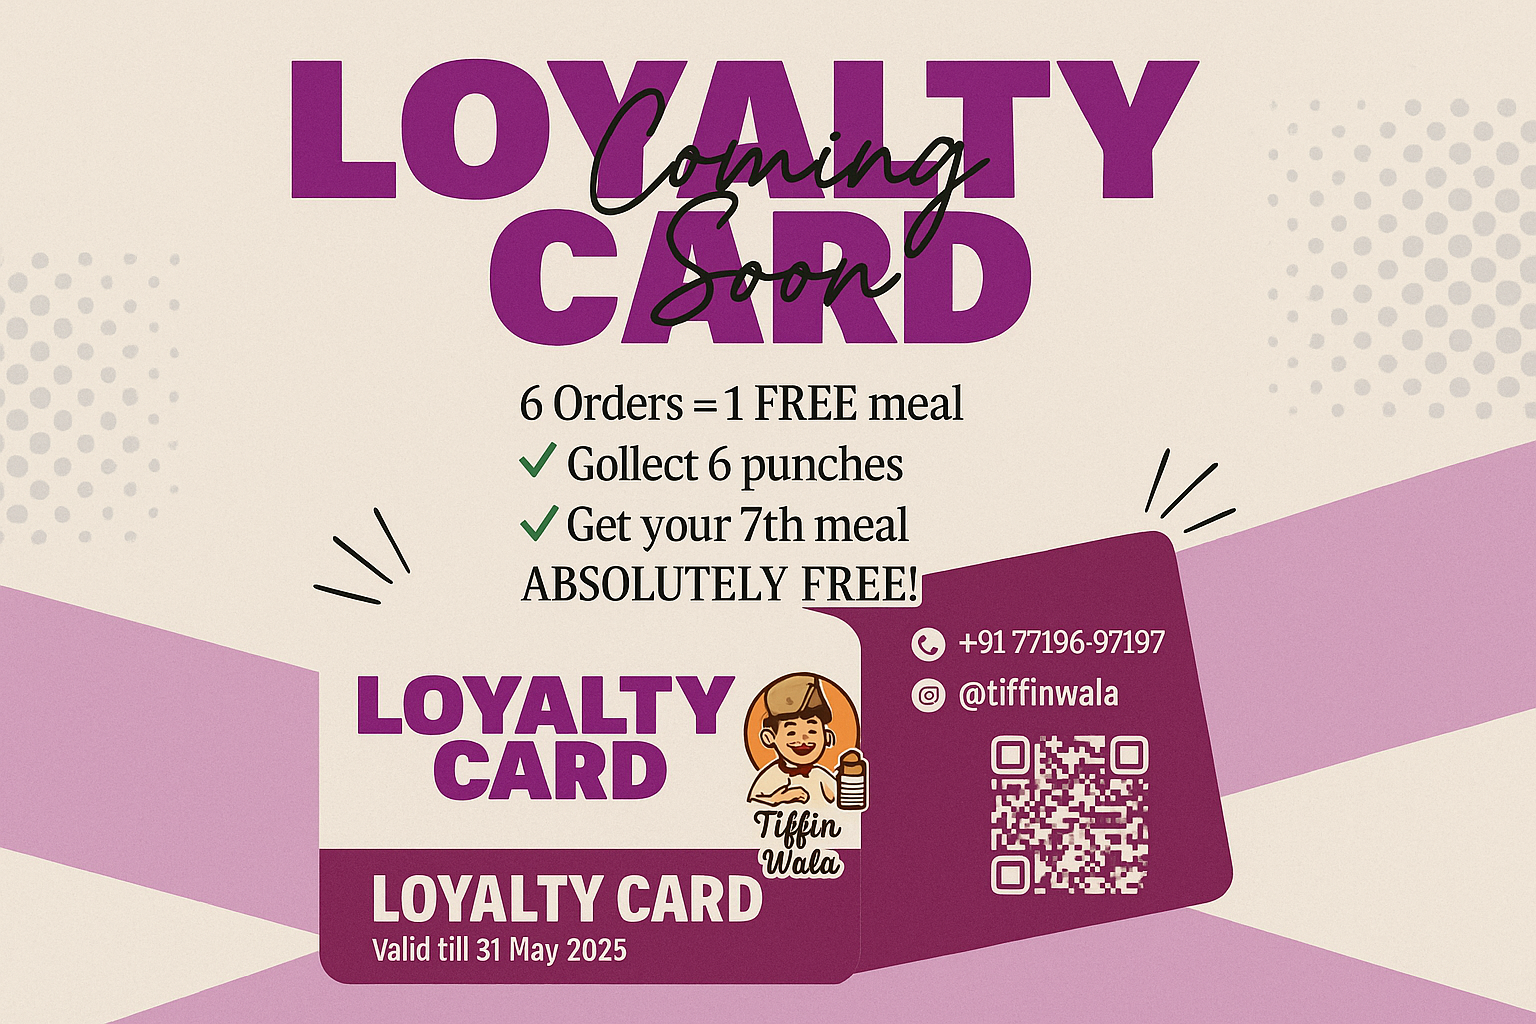 LOYALTY
CARD
Coming
Soon
6 Orders = 1 FREE meal
✓ Gollect 6 punches
✓ Get your 7th meal
ABSOLUTELY FREE!
LOYALTY
CARD
Tiffin
Wala
LOYALTY CARD
Valid till 31 May 2025
+91 77196-97197
@tiffinwala